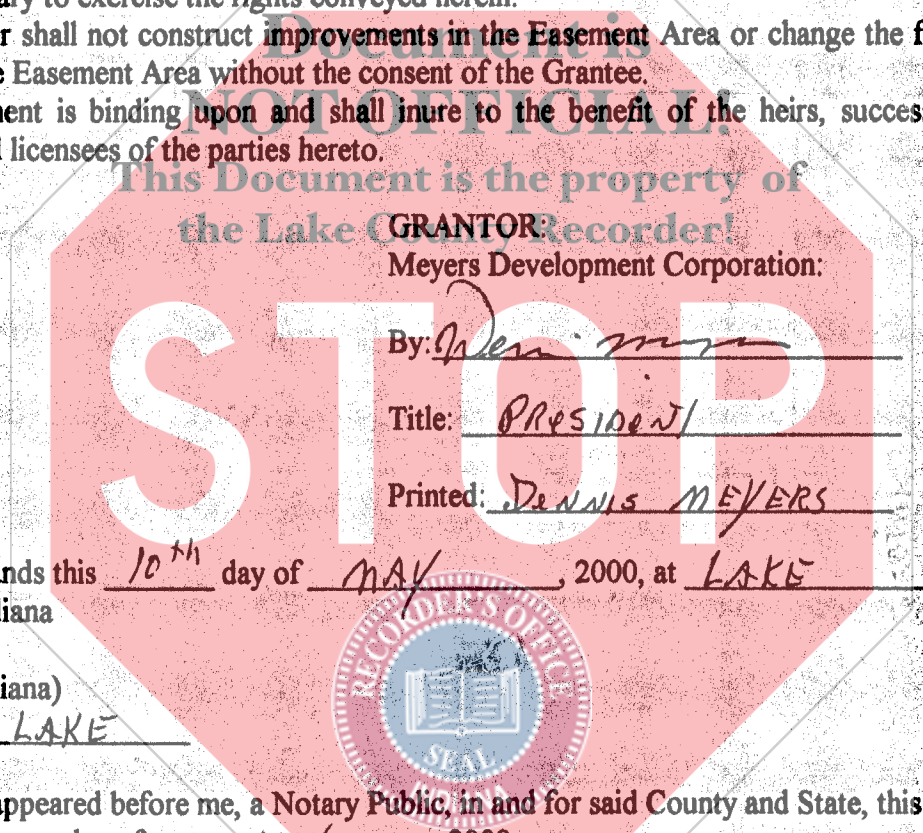 ary to exercise the rights conveyed herein.
r shall not construct improvements in the Easement Area or change the f
e Easement Area without the consent of the Grantee.
ent is binding upon and shall inure to the benefit of the heirs, succes
l licensees of the parties hereto.
Document is
NOT OFFICIAL!
This Document is the property of
the Lake County Recorder!
GRANTOR:
Meyers Development Corporation:
By:
Title: PRESIDENT
Printed: DENNIS MEYERS
STOP
nds this 10th day of MAY, 2000, at LAKE
iana
iana)
LAKE
RECORDER'S OFFICE
SEAL
INDIANA
appeared before me, a Notary Public, in and for said County and State, this